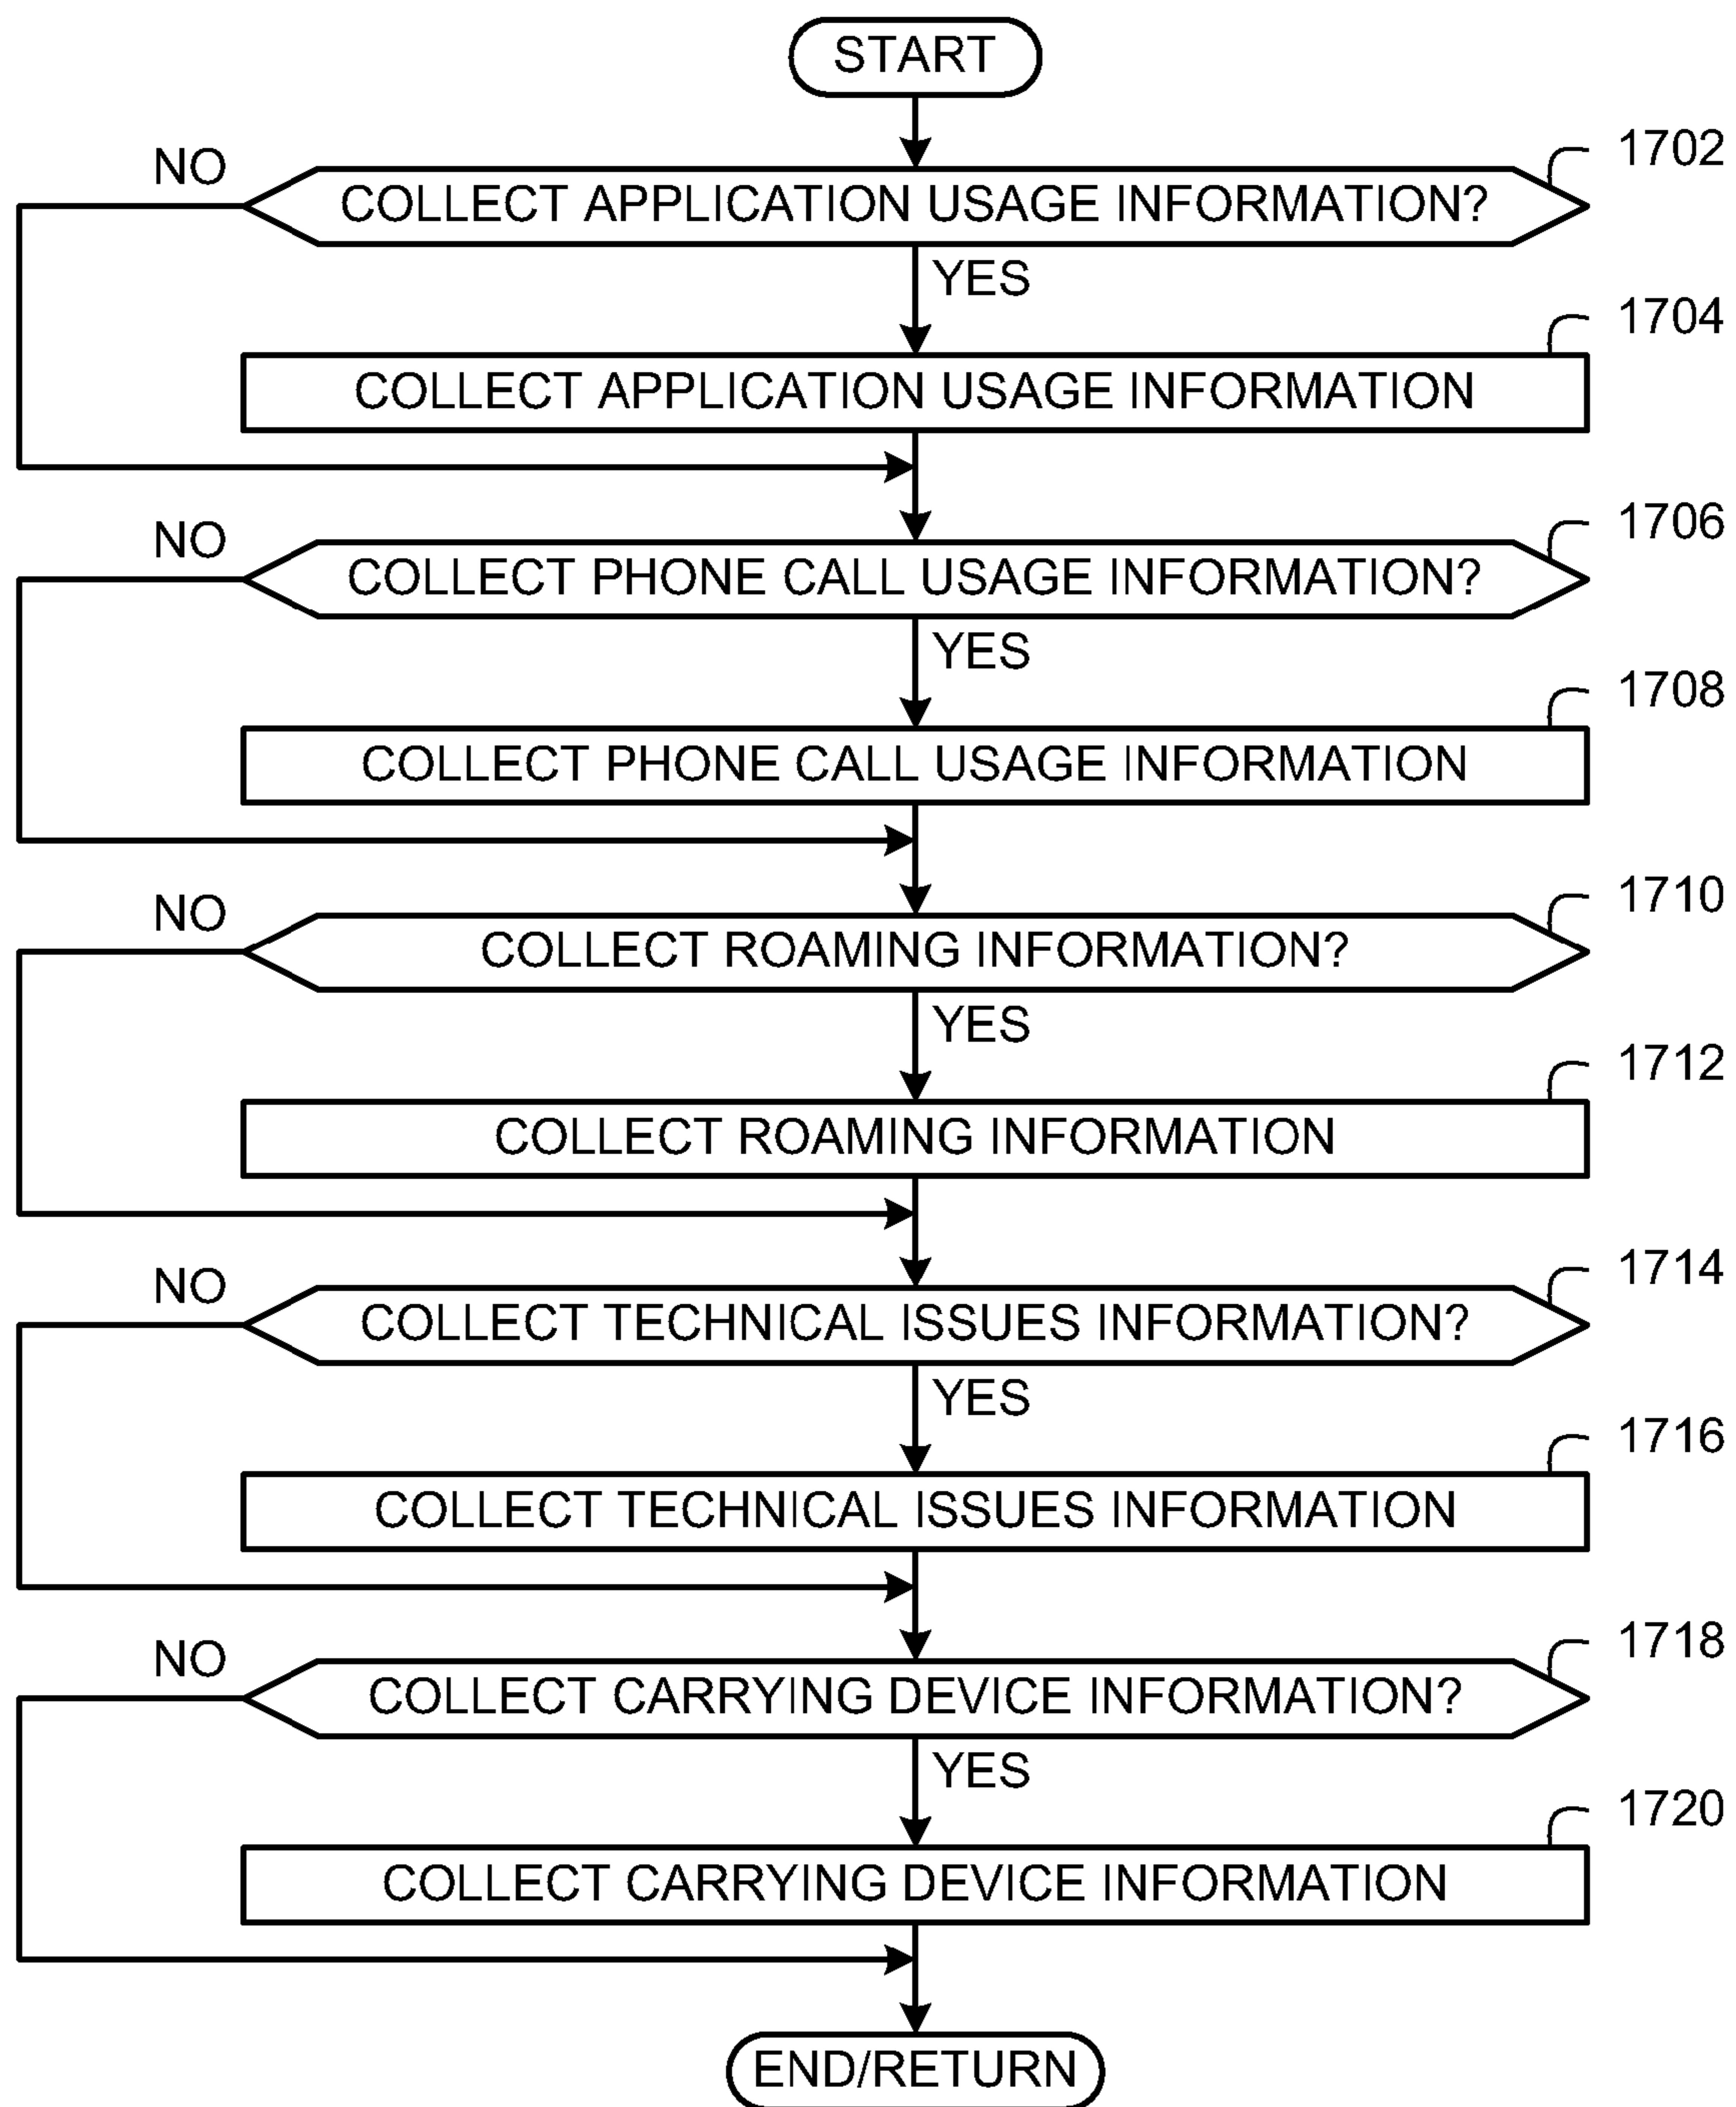 START
1702
NO
COLLECT APPLICATION USAGE INFORMATION?
YES
1704
COLLECT APPLICATION USAGE INFORMATION
1706
NO
COLLECT PHONE CALL USAGE INFORMATION?
YES
1708
COLLECT PHONE CALL USAGE INFORMATION
1710
NO
COLLECT ROAMING INFORMATION?
YES
1712
COLLECT ROAMING INFORMATION
1714
NO
COLLECT TECHNICAL ISSUES INFORMATION?
YES
1716
COLLECT TECHNICAL ISSUES INFORMATION
1718
NO
COLLECT CARRYING DEVICE INFORMATION?
YES
1720
COLLECT CARRYING DEVICE INFORMATION
END/RETURN